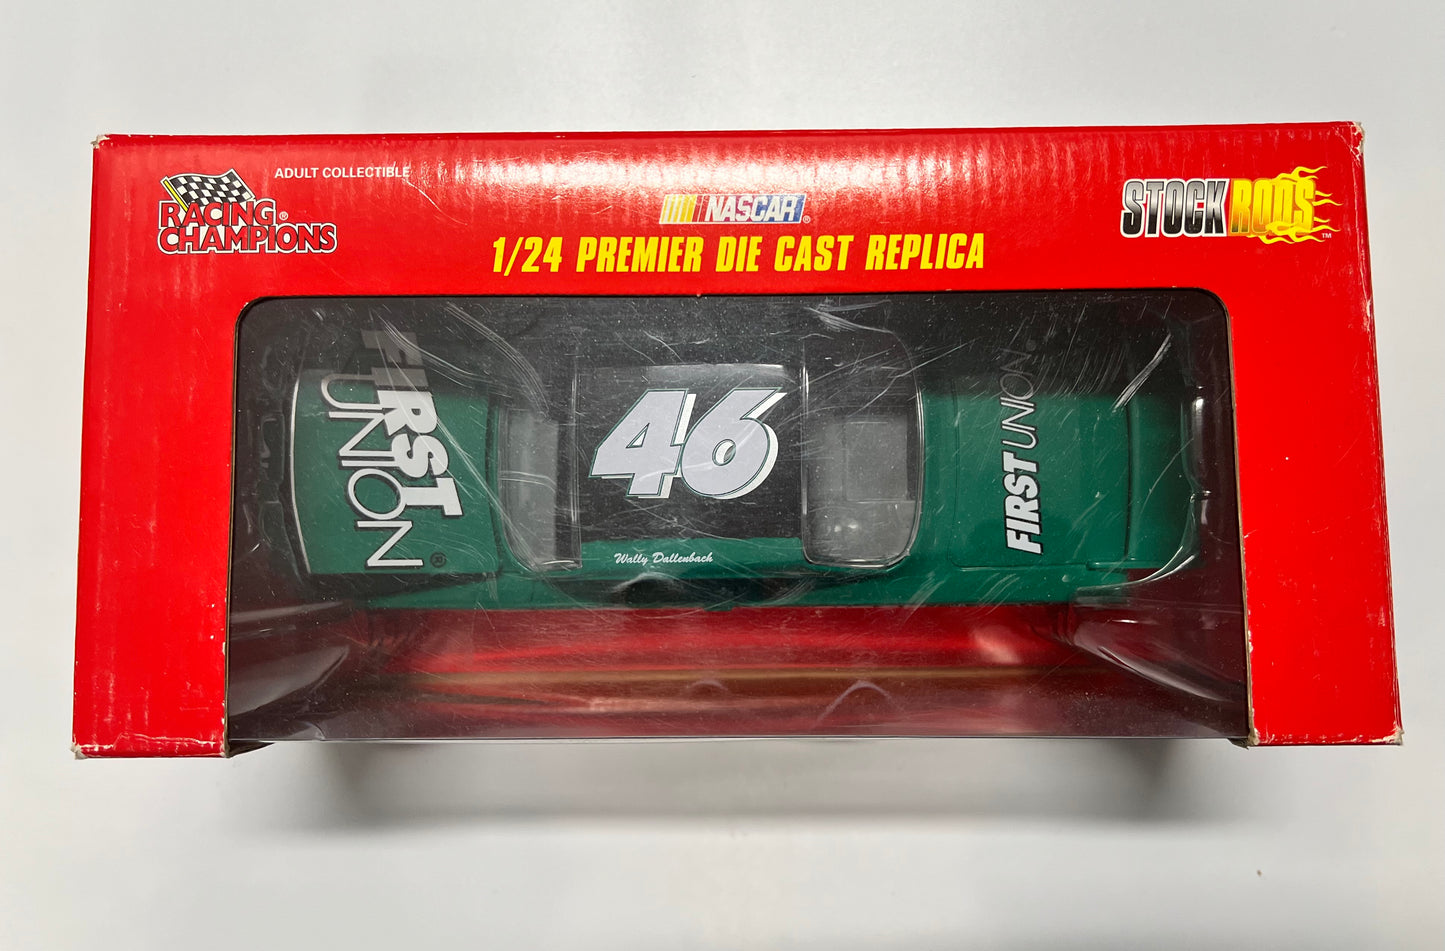 ADULT COLLECTIBLE
RACING®
CHAMPIONS
NASCAR®
1/24 PREMIER DIE CAST REPLICA
STOCK RODS™
FIRST
UNION®
46
Wally Dallenbach
FIRST UNION®